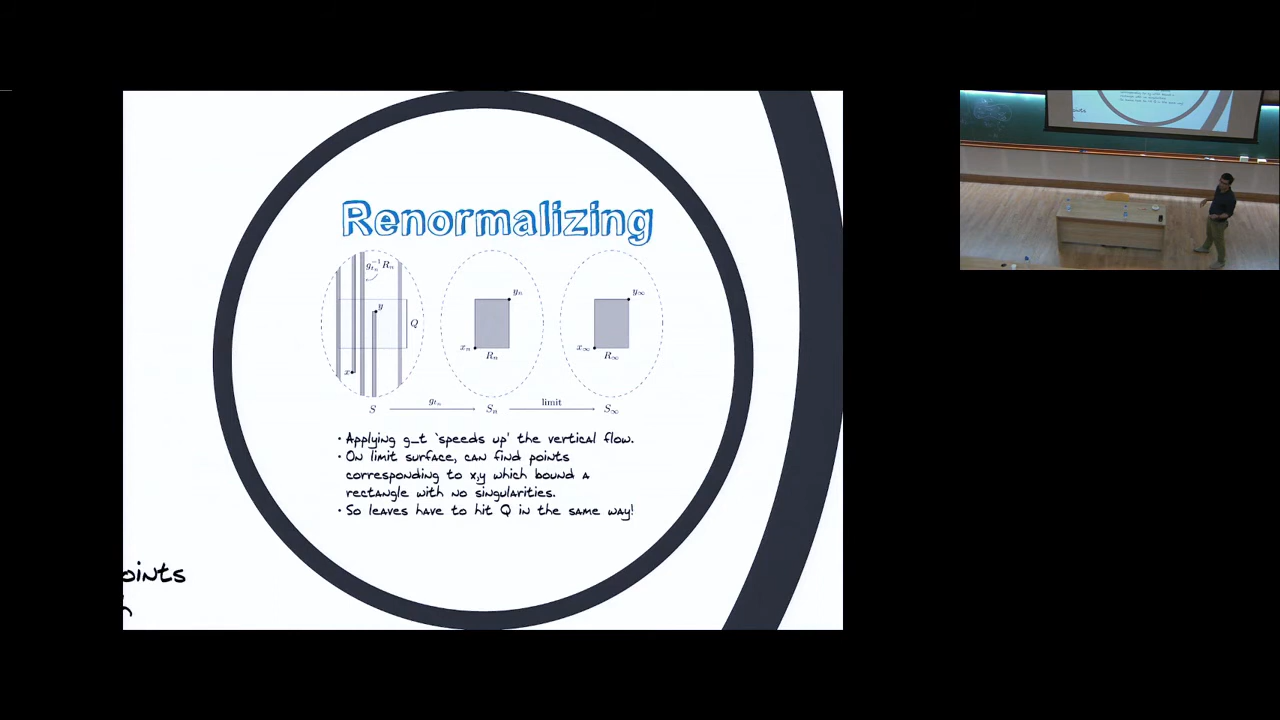 Renormalizing
g_{t_n}^{-1} R_n
y
Q
x
S
y_n
x_n
R_n
S_n
y_∞
x_∞
R_∞
S_∞
g_{t_n}
limit
• Applying g_t `speeds up' the vertical flow.
• On limit surface, can find points
corresponding to x,y which bound a
rectangle with no singularities.
• So leaves have to hit Q in the same way!
oints